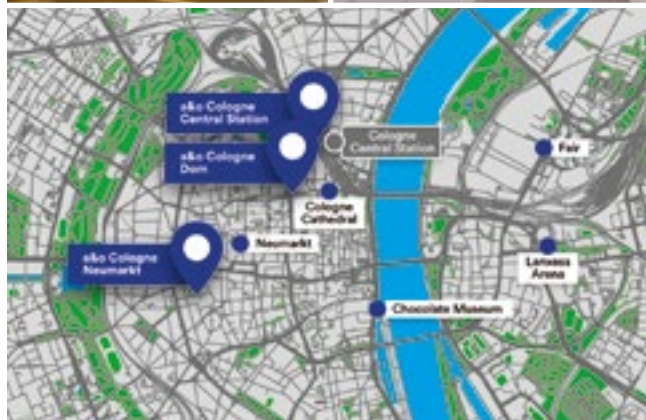 a&o Cologne
Central Station
Cologne
Central Station
a&o Cologne
Dom
Fair
Cologne
Cathedral
Neumarkt
a&o Cologne
Neumarkt
Lanxess
Arena
Chocolate Museum